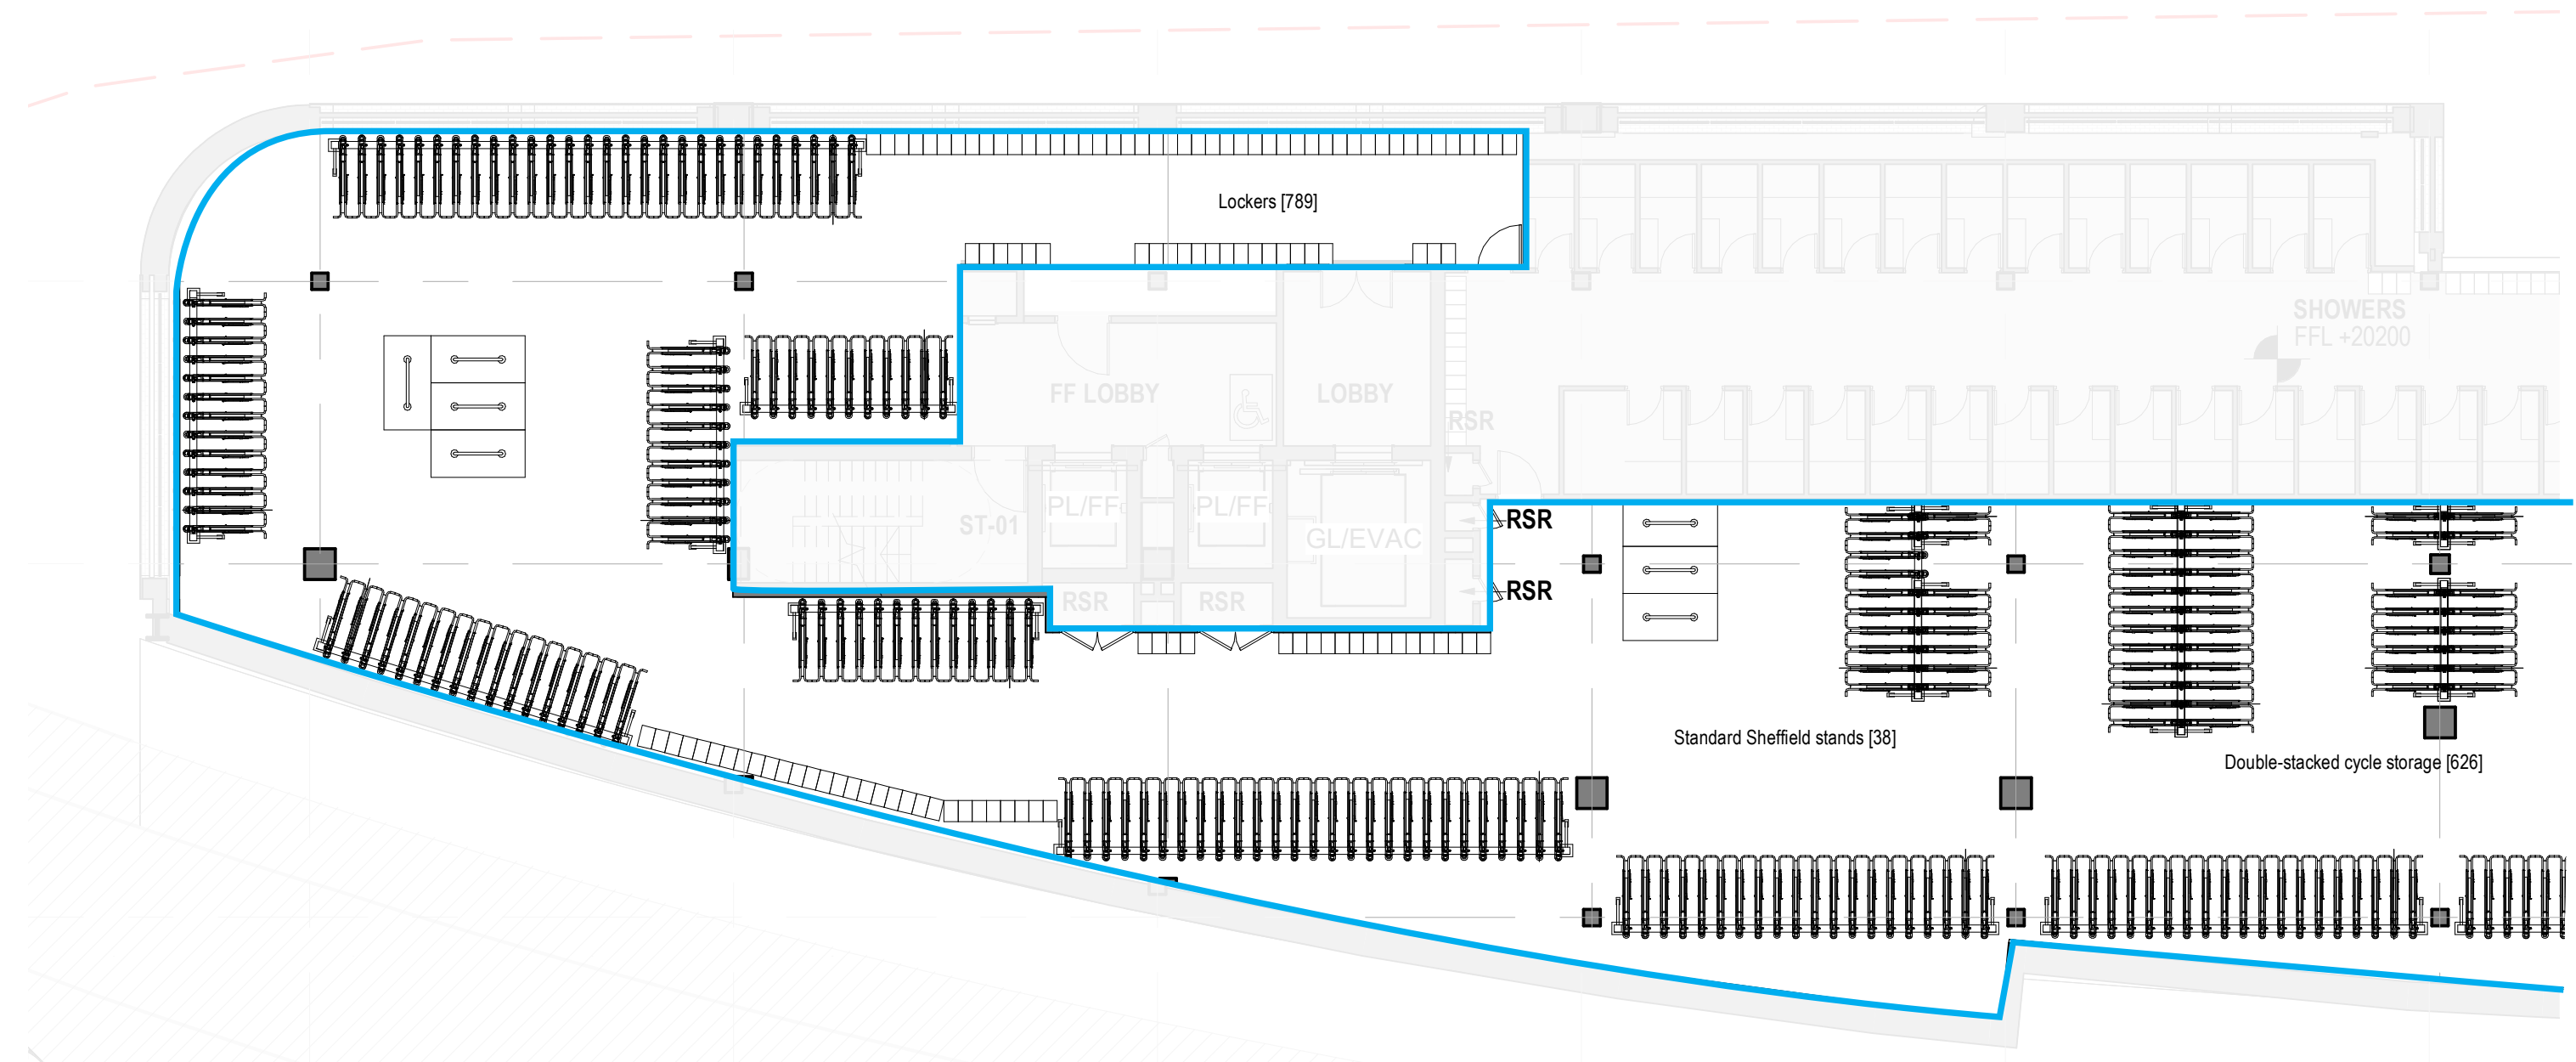 Lockers [789]
SHOWERS
FFL +20200
FF LOBBY
LOBBY
RSR
PL/FF
PL/FF
ST-01
GL/EVAC
RSR
RSR
RSR
RSR
Standard Sheffield stands [38]
Double-stacked cycle storage [626]